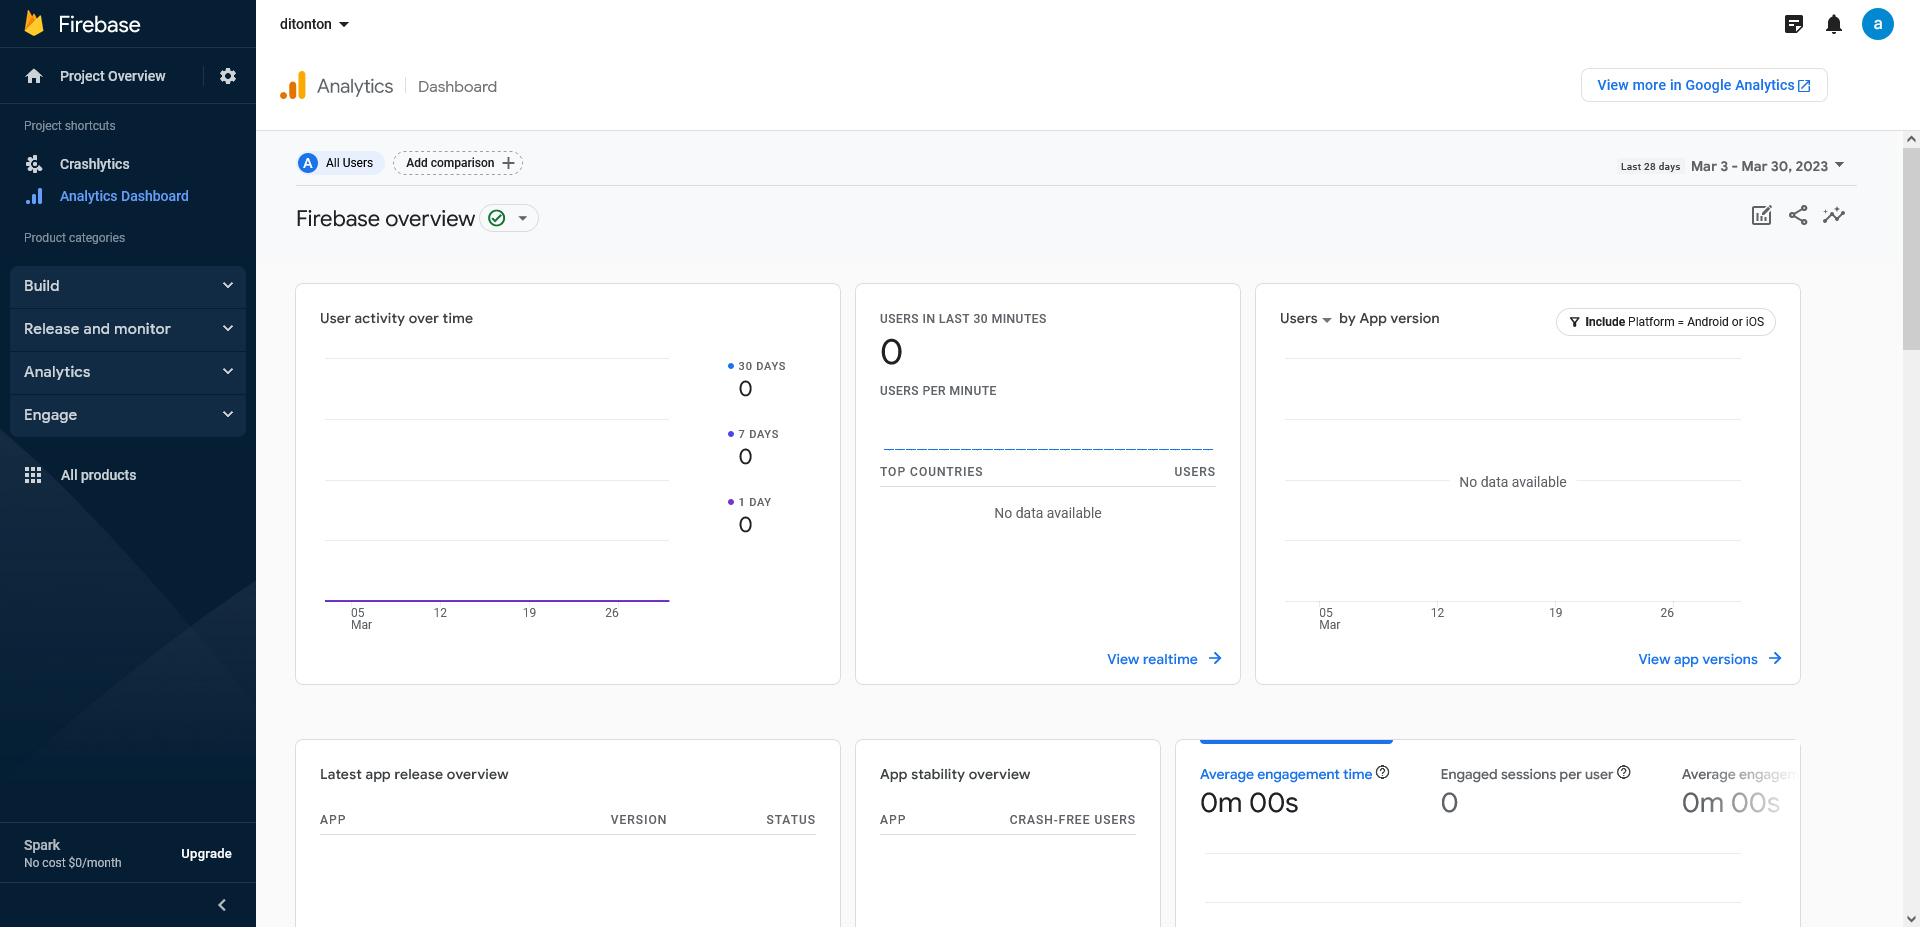 Firebase
Project Overview
Project shortcuts
Crashlytics
Analytics Dashboard
Product categories
Build
Release and monitor
Analytics
Engage
All products
Spark
No cost $0/month
Upgrade
ditonton
a
Analytics
Dashboard
View more in Google Analytics
A All Users
Add comparison
Last 28 days Mar 3 - Mar 30, 2023
Firebase overview
User activity over time
30 DAYS
0
7 DAYS
0
1 DAY
0
05 12 19 26
Mar
USERS IN LAST 30 MINUTES
0
USERS PER MINUTE
TOP COUNTRIES USERS
No data available
View realtime
Users by App version
Include Platform = Android or iOS
No data available
05 12 19 26
Mar
View app versions
Latest app release overview
APP VERSION STATUS
App stability overview
APP CRASH-FREE USERS
Average engagement time
0m 00s
Engaged sessions per user
0
Average engagem
0m 00s